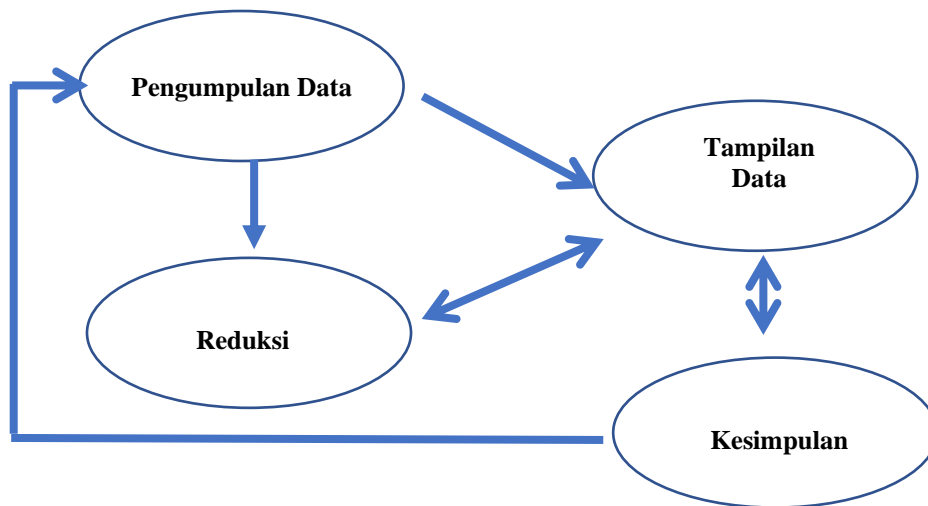 Pengumpulan Data
Tampilan
Data
Reduksi
Kesimpulan